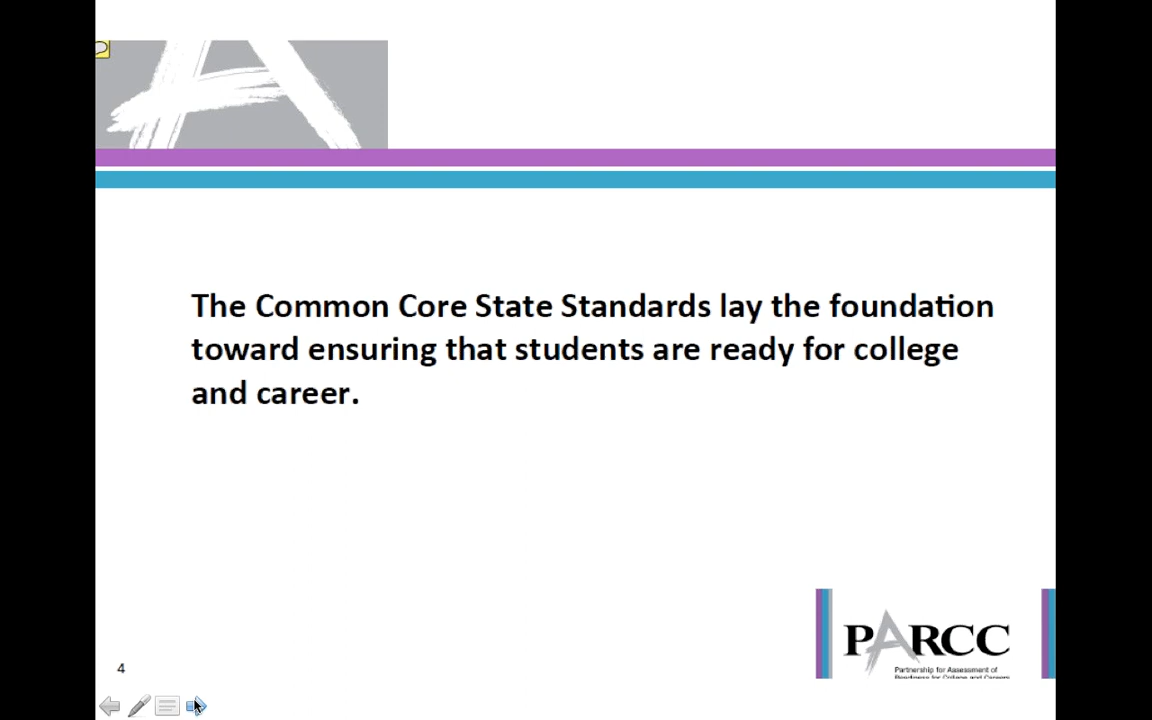 The Common Core State Standards lay the foundation
toward ensuring that students are ready for college
and career.
PARCC
Partnership for Assessment of
Readiness for College and Careers
4